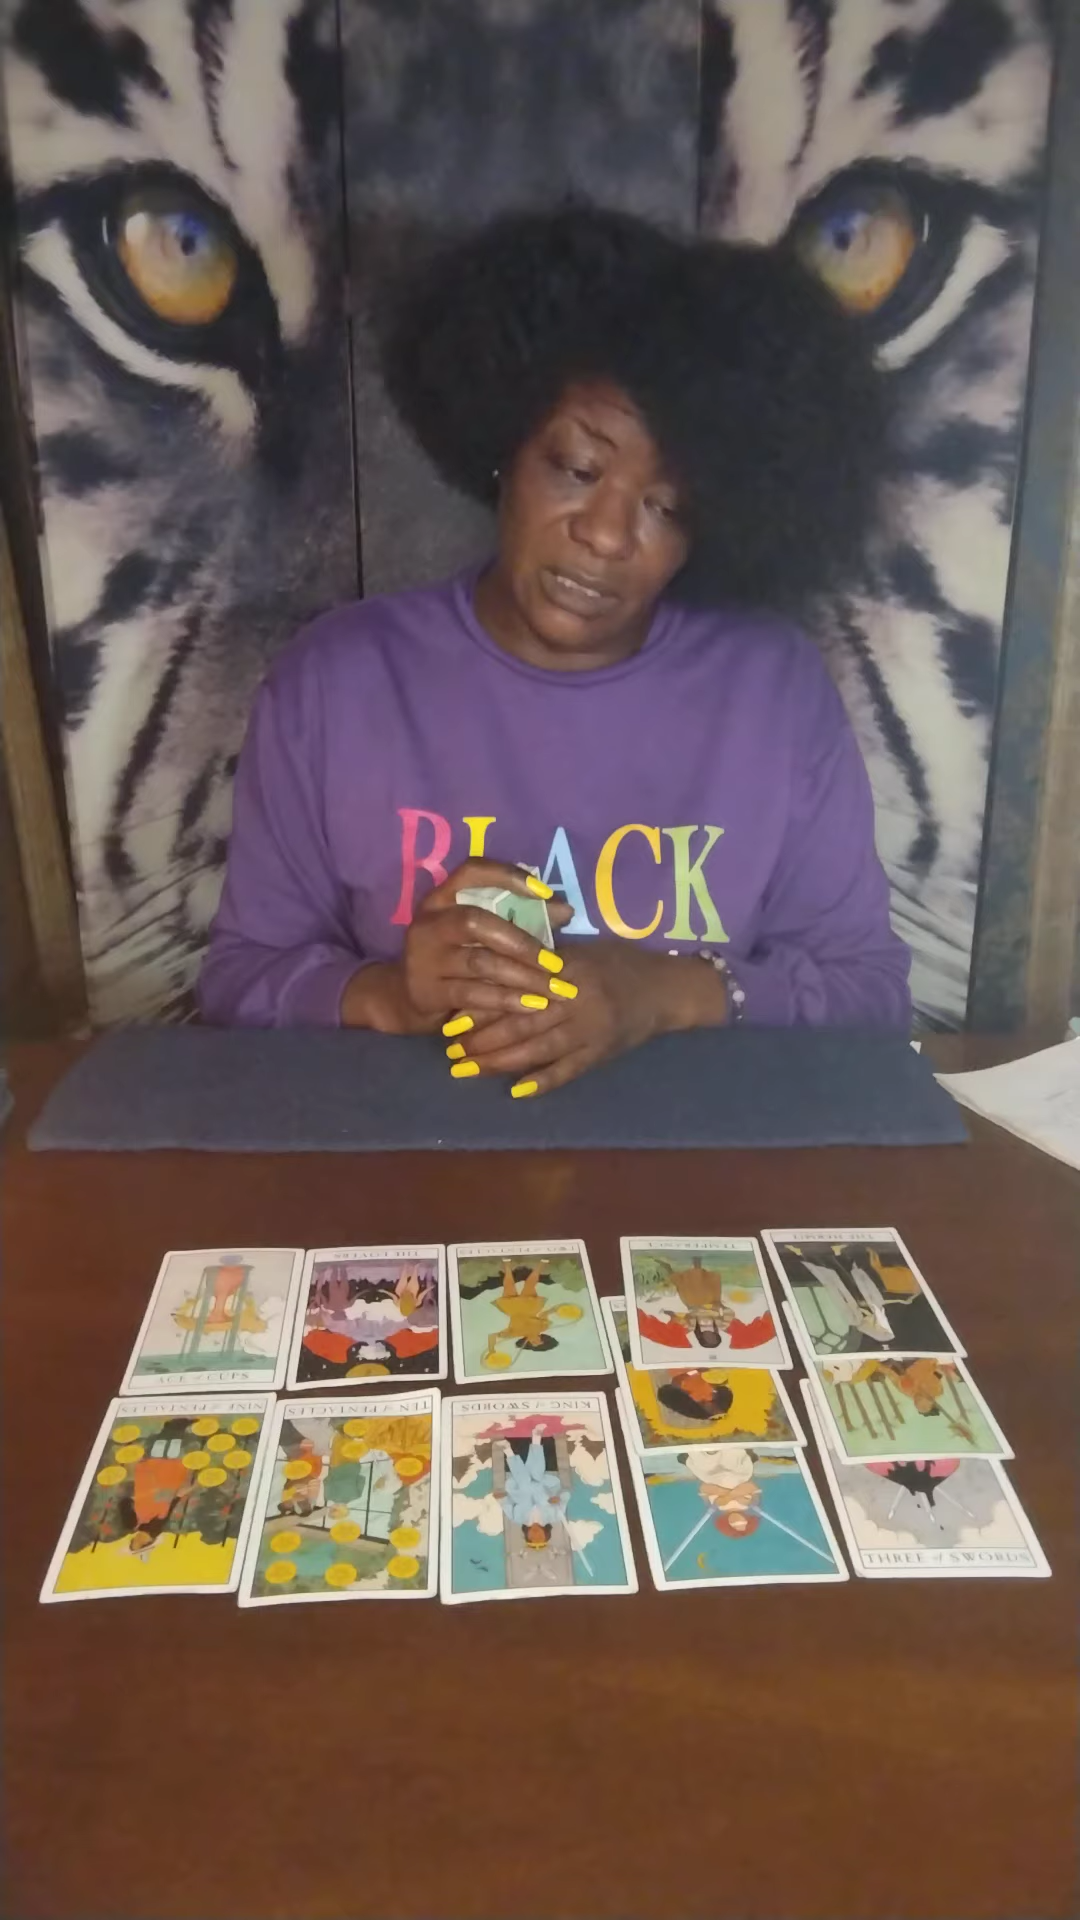 BLACK
ACE of CUPS
THE LOVERS
TWO of PENTACLES
TEMPERANCE
THE HERMIT
NINE of PENTACLES
TEN of PENTACLES
KING of SWORDS
THREE of SWORDS